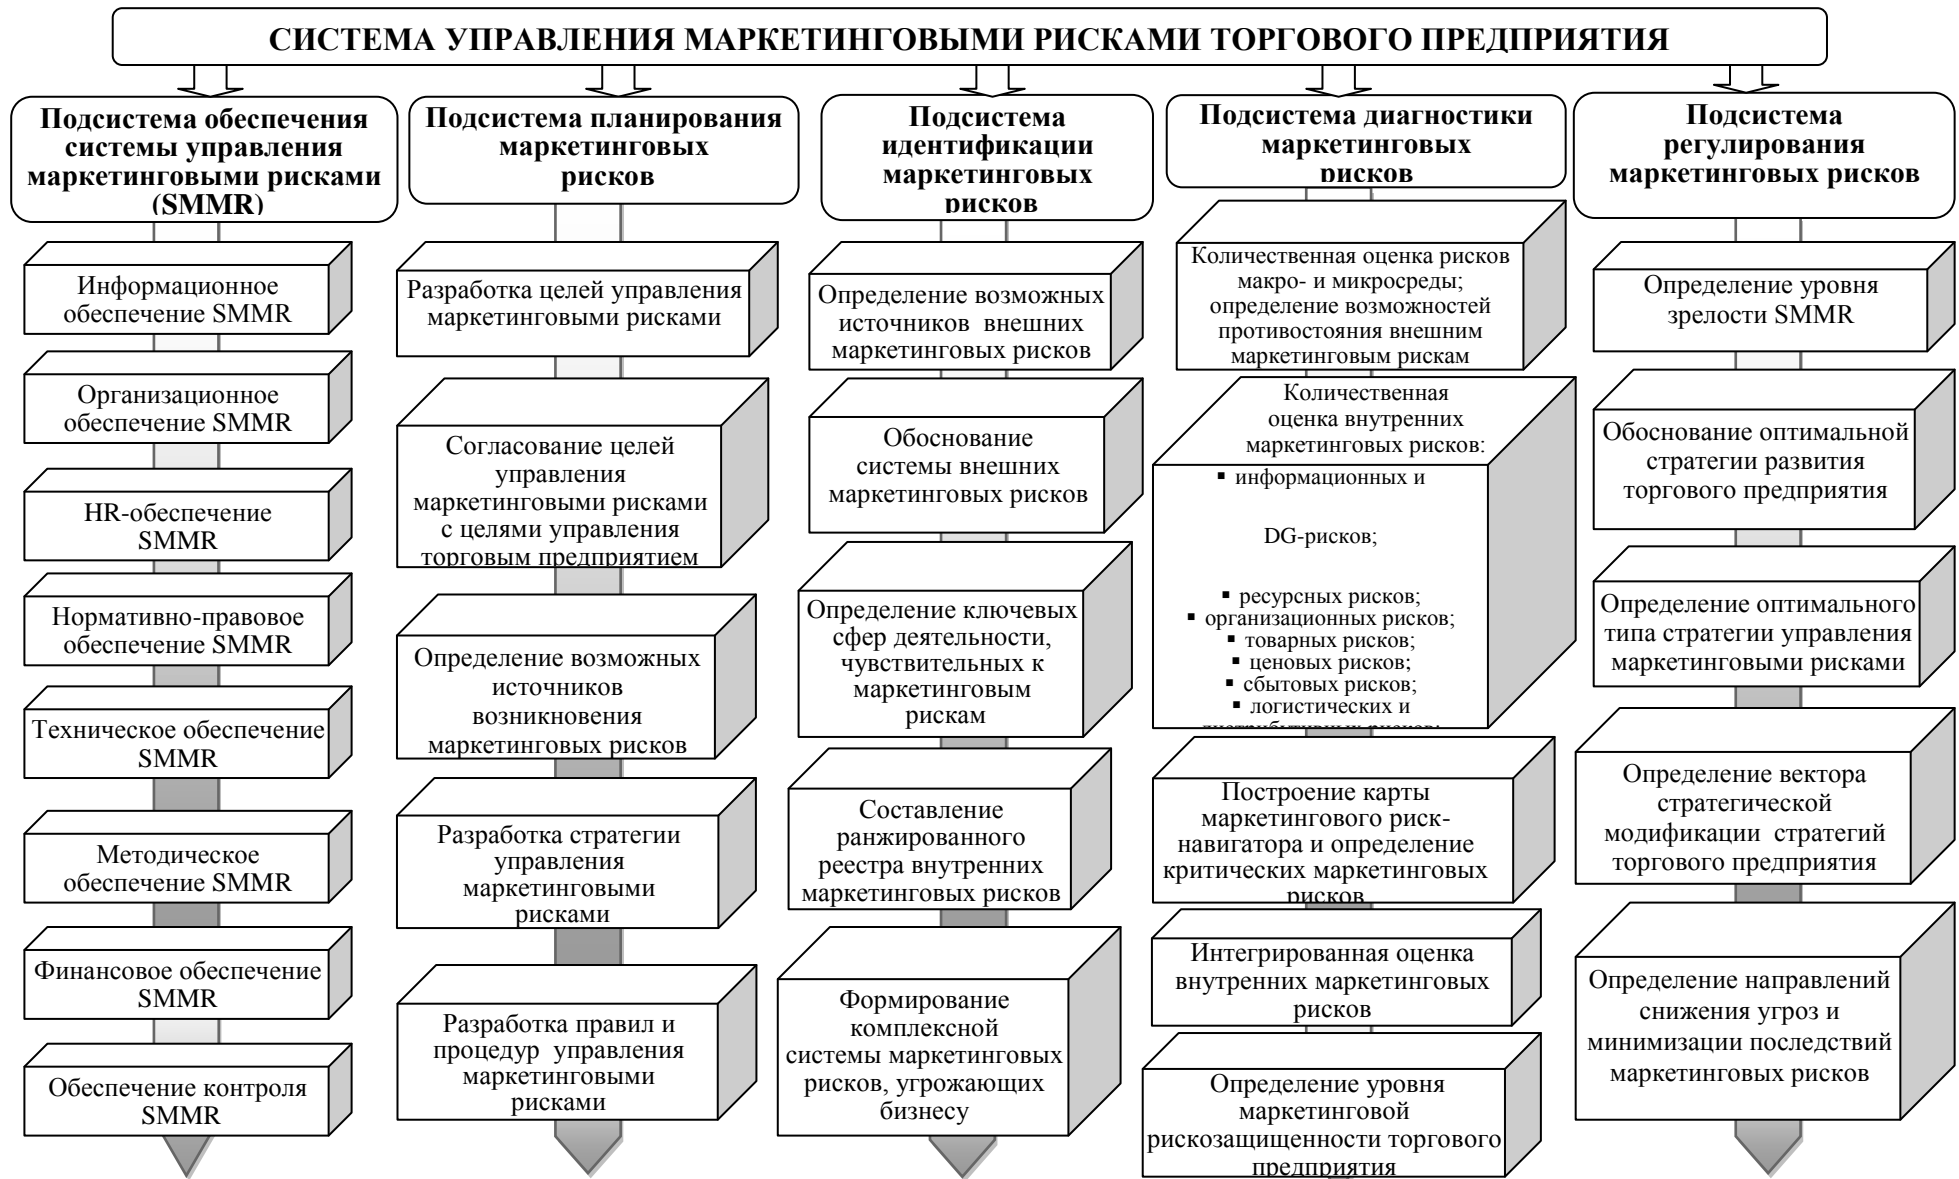 СИСТЕМА УПРАВЛЕНИЯ МАРКЕТИНГОВЫМИ РИСКАМИ ТОРГОВОГО ПРЕДПРИЯТИЯ
Подсистема обеспечения
системы управления
маркетинговыми рисками
(SMMR)
Информационное
обеспечение SMMR
Организационное
обеспечение SMMR
HR-обеспечение
SMMR
Нормативно-правовое
обеспечение SMMR
Техническое обеспечение
SMMR
Методическое
обеспечение SMMR
Финансовое обеспечение
SMMR
Обеспечение контроля
SMMR
Подсистема планирования
маркетинговых
рисков
Разработка целей управления
маркетинговыми рисками
Согласование целей
управления
маркетинговыми рисками
с целями управления
торговым предприятием
Определение возможных
источников
возникновения
маркетинговых рисков
Разработка стратегии
управления
маркетинговыми
рисками
Разработка правил и
процедур управления
маркетинговыми
рисками
Подсистема
идентификации
маркетинговых
рисков
Определение возможных
источников внешних
маркетинговых рисков
Обоснование
системы внешних
маркетинговых рисков
Определение ключевых
сфер деятельности,
чувствительных к
маркетинговым
рискам
Составление
ранжированного
реестра внутренних
маркетинговых рисков
Формирование
комплексной
системы маркетинговых
рисков, угрожающих
бизнесу
Подсистема диагностики
маркетинговых
рисков
Количественная оценка рисков
макро- и микросреды;
определение возможностей
противостояния внешним
маркетинговым рискам
Количественная
оценка внутренних
маркетинговых рисков:
▪ информационных и
DG-рисков;
▪ ресурсных рисков;
▪ организационных рисков;
▪ товарных рисков;
▪ ценовых рисков;
▪ сбытовых рисков;
▪ логистических и
дистрибутивных рисков;
Построение карты
маркетингового риск-
навигатора и определение
критических маркетинговых
рисков
Интегрированная оценка
внутренних маркетинговых
рисков
Определение уровня
маркетинговой
рискозащищенности торгового
предприятия
Подсистема
регулирования
маркетинговых рисков
Определение уровня
зрелости SMMR
Обоснование оптимальной
стратегии развития
торгового предприятия
Определение оптимального
типа стратегии управления
маркетинговыми рисками
Определение вектора
стратегической
модификации стратегий
торгового предприятия
Определение направлений
снижения угроз и
минимизации последствий
маркетинговых рисков